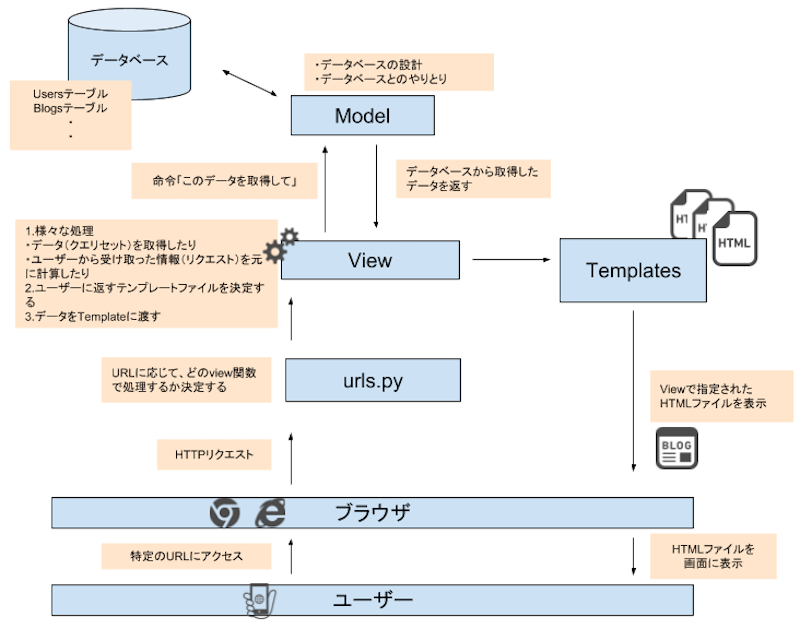 データベース
Usersテーブル
Blogsテーブル
・
・
・データベースの設計
・データベースとのやりとり
Model
命令「このデータを取得して」
データベースから取得した
データを返す
1.様々な処理
・データ（クエリセット）を取得したり
・ユーザーから受け取った情報（リクエスト）を元
に計算したり
2.ユーザーに返すテンプレートファイルを決定す
る
3.データをTemplateに渡す
View
HTML
Templates
URLに応じて、どのview関数
で処理するか決定する
urls.py
Viewで指定された
HTMLファイルを表示
BLOG
HTTPリクエスト
ブラウザ
特定のURLにアクセス
HTMLファイルを
画面に表示
ユーザー